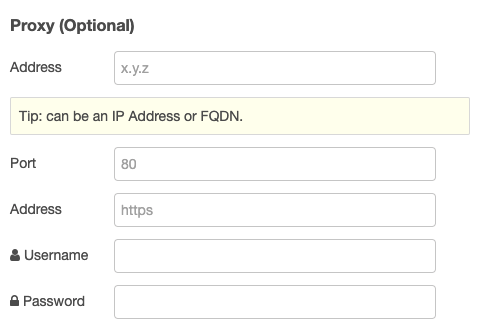 Proxy (Optional)
Address x.y.z
Tip: can be an IP Address or FQDN.
Port 80
Address https
Username
Password